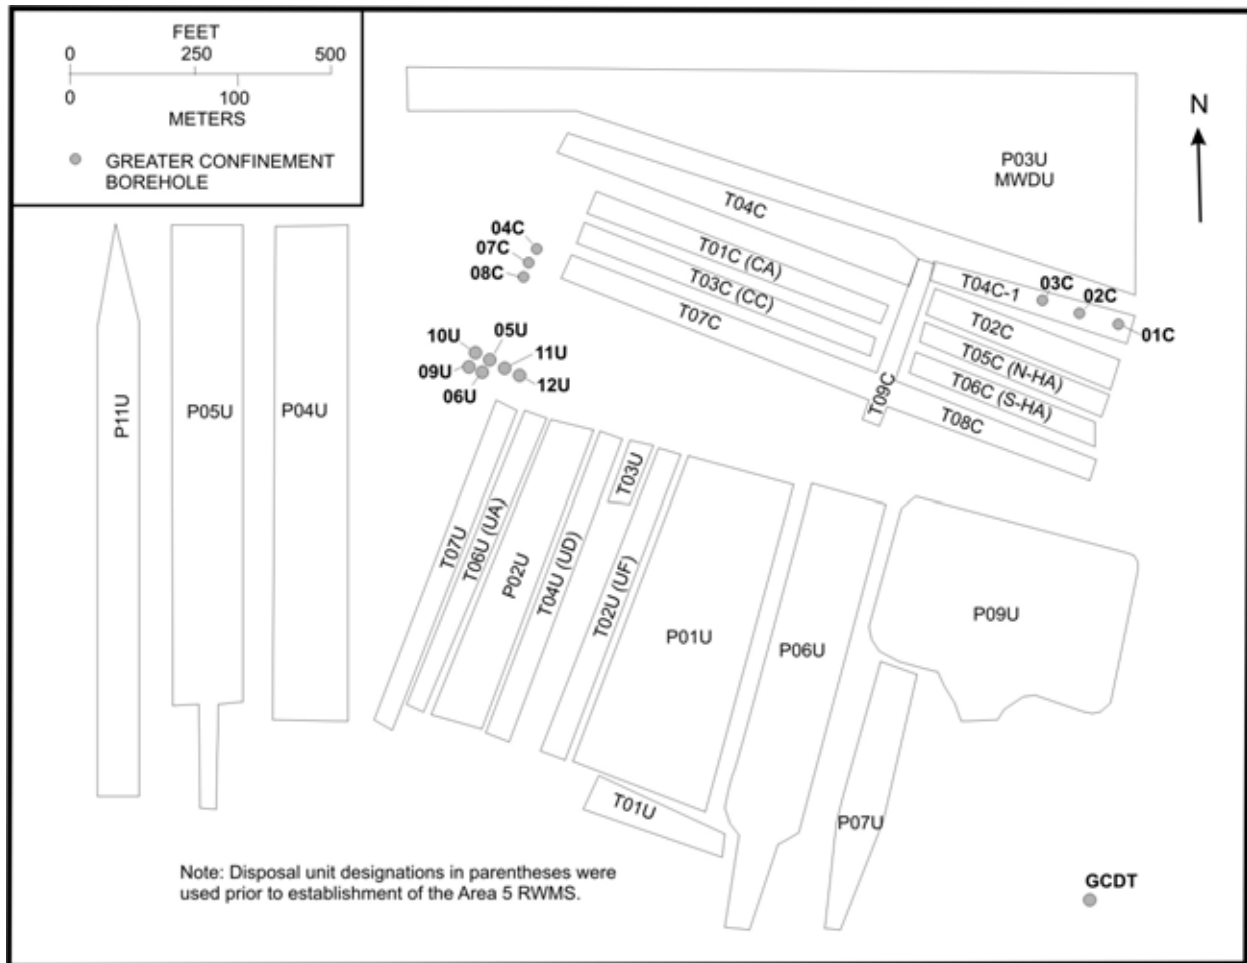 FEET
0 250 500
0 100
METERS
GREATER CONFINEMENT
BOREHOLE
N
P03U
MWDU
T04C
T01C (CA)
T03C (CC)
T07C
04C
07C
08C
T04C-1
03C
02C
01C
T02C
T05C (N-HA)
T06C (S-HA)
T08C
T09C
10U
05U
11U
09U
12U
06U
P11U
P05U
P04U
T07U
T06U (UA)
P02U
T04U (UD)
T03U
T02U (UF)
P01U
P06U
P09U
T01U
P07U
GCDT
Note: Disposal unit designations in parentheses were
used prior to establishment of the Area 5 RWMS.